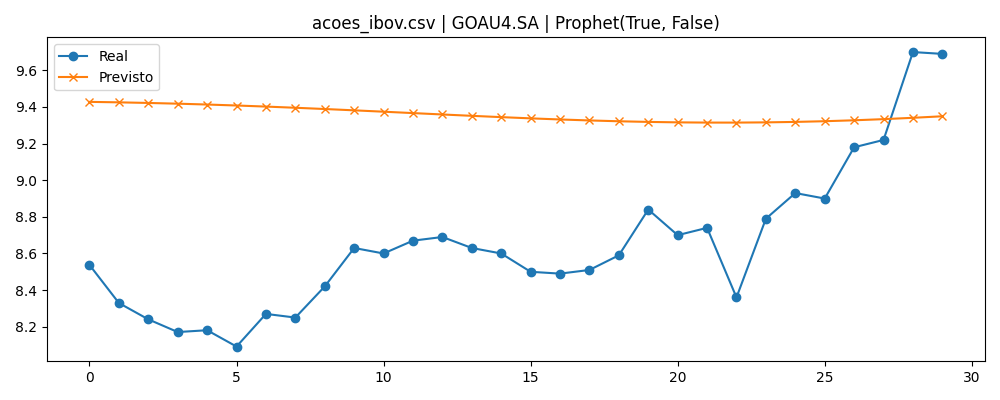 acoes_ibov.csv | GOAU4.SA | Prophet(True, False)
Real
Previsto
9.6
9.4
9.2
9.0
8.8
8.6
8.4
8.2
0 5 10 15 20 25 30